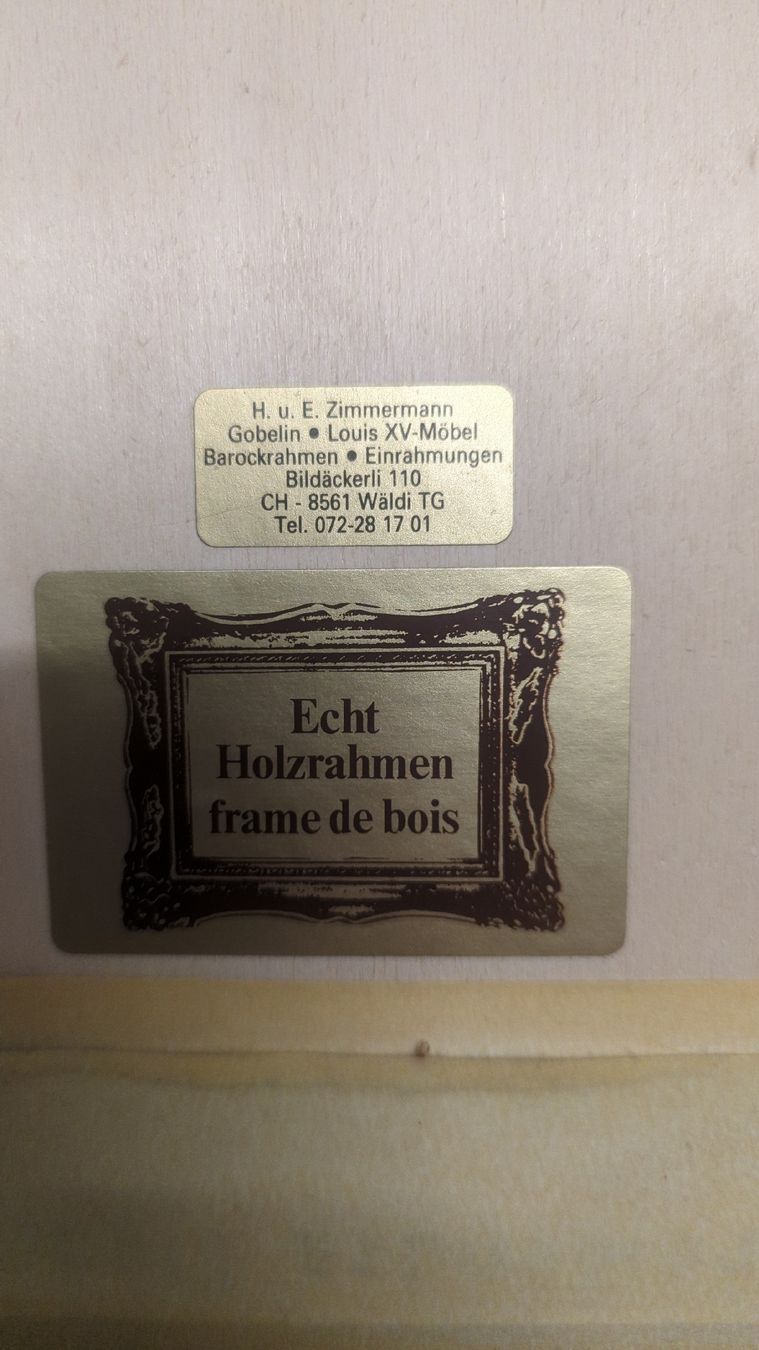 H. u. E. Zimmermann
Gobelin • Louis XV-Möbel
Barockrahmen • Einrahmungen
Bildäckerli 110
CH - 8561 Wäldi TG
Tel. 072-28 17 01
Echt
Holzrahmen
frame de bois